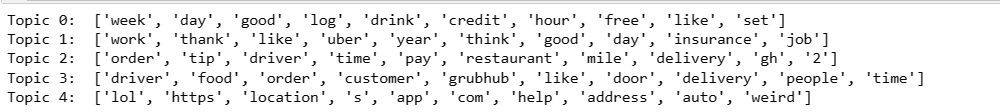 Topic 0:  ['week', 'day', 'good', 'log', 'drink', 'credit', 'hour', 'free', 'like', 'set']
Topic 1:  ['work', 'thank', 'like', 'uber', 'year', 'think', 'good', 'day', 'insurance', 'job']
Topic 2:  ['order', 'tip', 'driver', 'time', 'pay', 'restaurant', 'mile', 'delivery', 'gh', '2']
Topic 3:  ['driver', 'food', 'order', 'customer', 'grubhub', 'like', 'door', 'delivery', 'people', 'time']
Topic 4:  ['lol', 'https', 'location', 's', 'app', 'com', 'help', 'address', 'auto', 'weird']